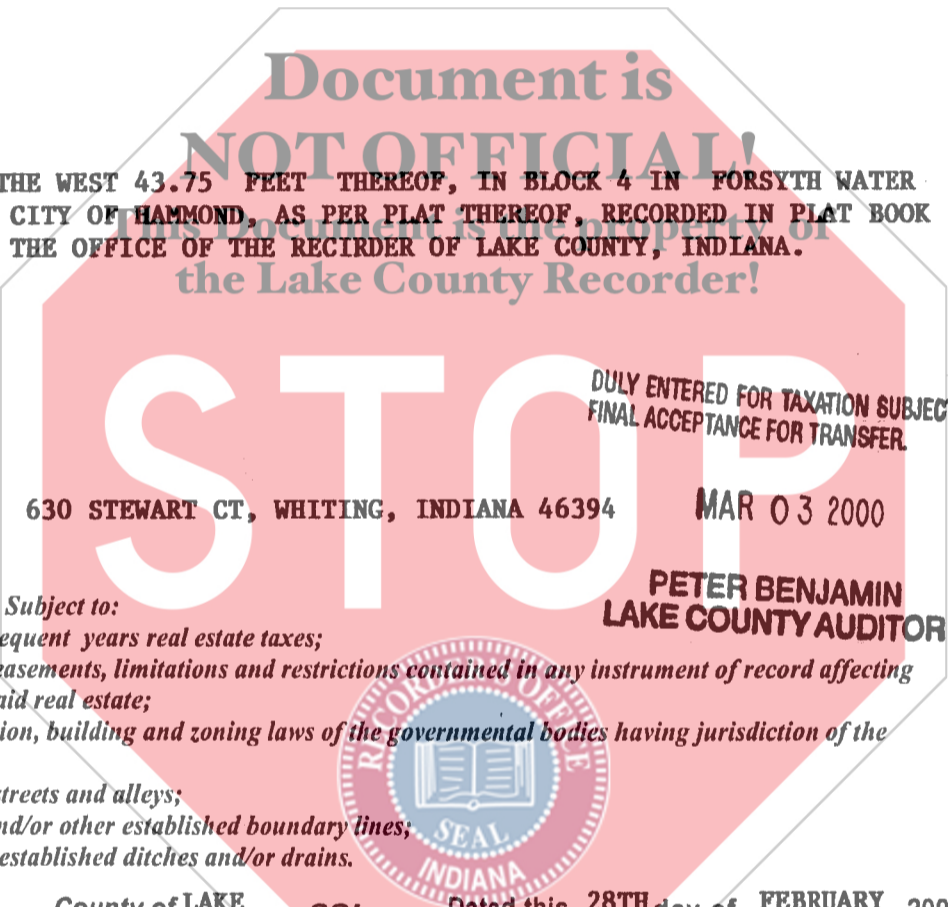 Document is
NOT OFFICIAL!
THE WEST 43.75 FEET THEREOF, IN BLOCK 4 IN FORSYTH WATER
CITY OF HAMMOND, AS PER PLAT THEREOF, RECORDED IN PLAT BOOK
This Document is the property of
THE OFFICE OF THE RECIRDER OF LAKE COUNTY, INDIANA.
the Lake County Recorder!
STOP
DULY ENTERED FOR TAXATION SUBJEC
FINAL ACCEPTANCE FOR TRANSFER.
630 STEWART CT, WHITING, INDIANA 46394
MAR 03 2000
PETER BENJAMIN
LAKE COUNTY AUDITOR
Subject to:
equent years real estate taxes;
easements, limitations and restrictions contained in any instrument of record affecting
aid real estate;
ion, building and zoning laws of the governmental bodies having jurisdiction of the
treets and alleys;
nd/or other established boundary lines;
established ditches and/or drains.
RECORDER'S OFFICE
SEAL
INDIANA
County of LAKE
Dated this 28TH day of FEBRUARY 200